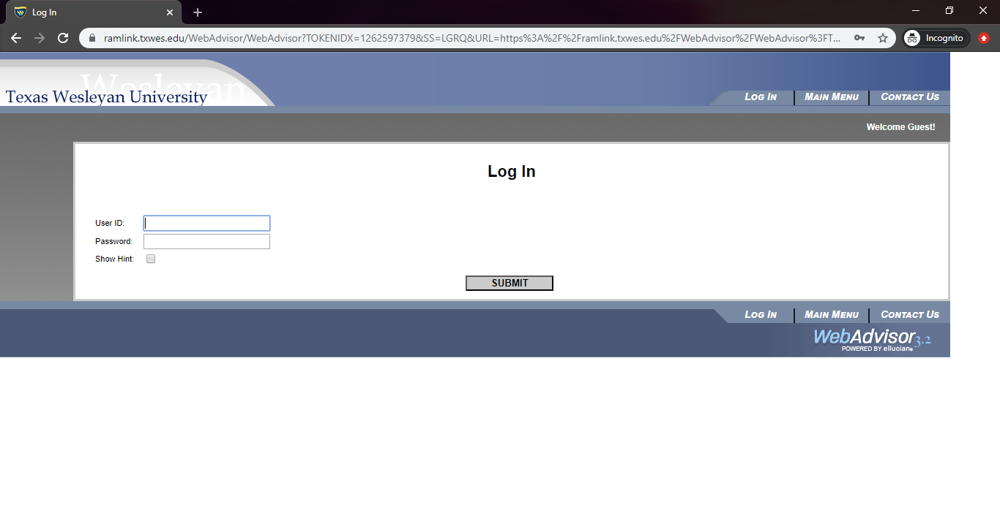 Log In
ramlink.txwes.edu/WebAdvisor/WebAdvisor?TOKENIDX=1262597379&SS=LGRQ&URL=https%3A%2F%2Framlink.txwes.edu%2FWebAdvisor%2FWebAdvisor%3FT...
Incognito
Wesleyan
Texas Wesleyan University
LOG IN MAIN MENU CONTACT US
Welcome Guest!
Log In
User ID:
Password:
Show Hint:
SUBMIT
LOG IN MAIN MENU CONTACT US
WebAdvisor 3.2
POWERED BY ellucian®